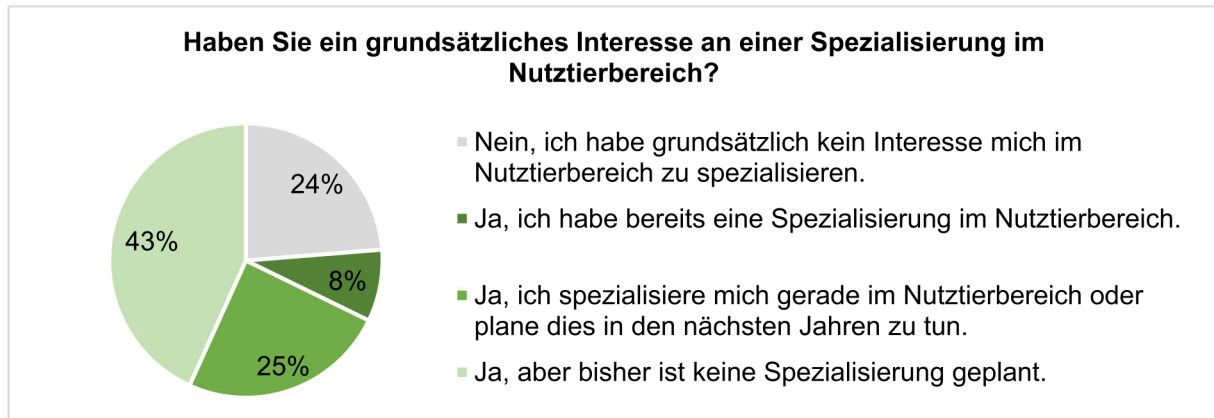 Haben Sie ein grundsätzliches Interesse an einer Spezialisierung im
Nutztierbereich?
24%
8%
25%
43%
Nein, ich habe grundsätzlich kein Interesse mich im
Nutztierbereich zu spezialisieren.
Ja, ich habe bereits eine Spezialisierung im Nutztierbereich.
Ja, ich spezialisiere mich gerade im Nutztierbereich oder
plane dies in den nächsten Jahren zu tun.
Ja, aber bisher ist keine Spezialisierung geplant.